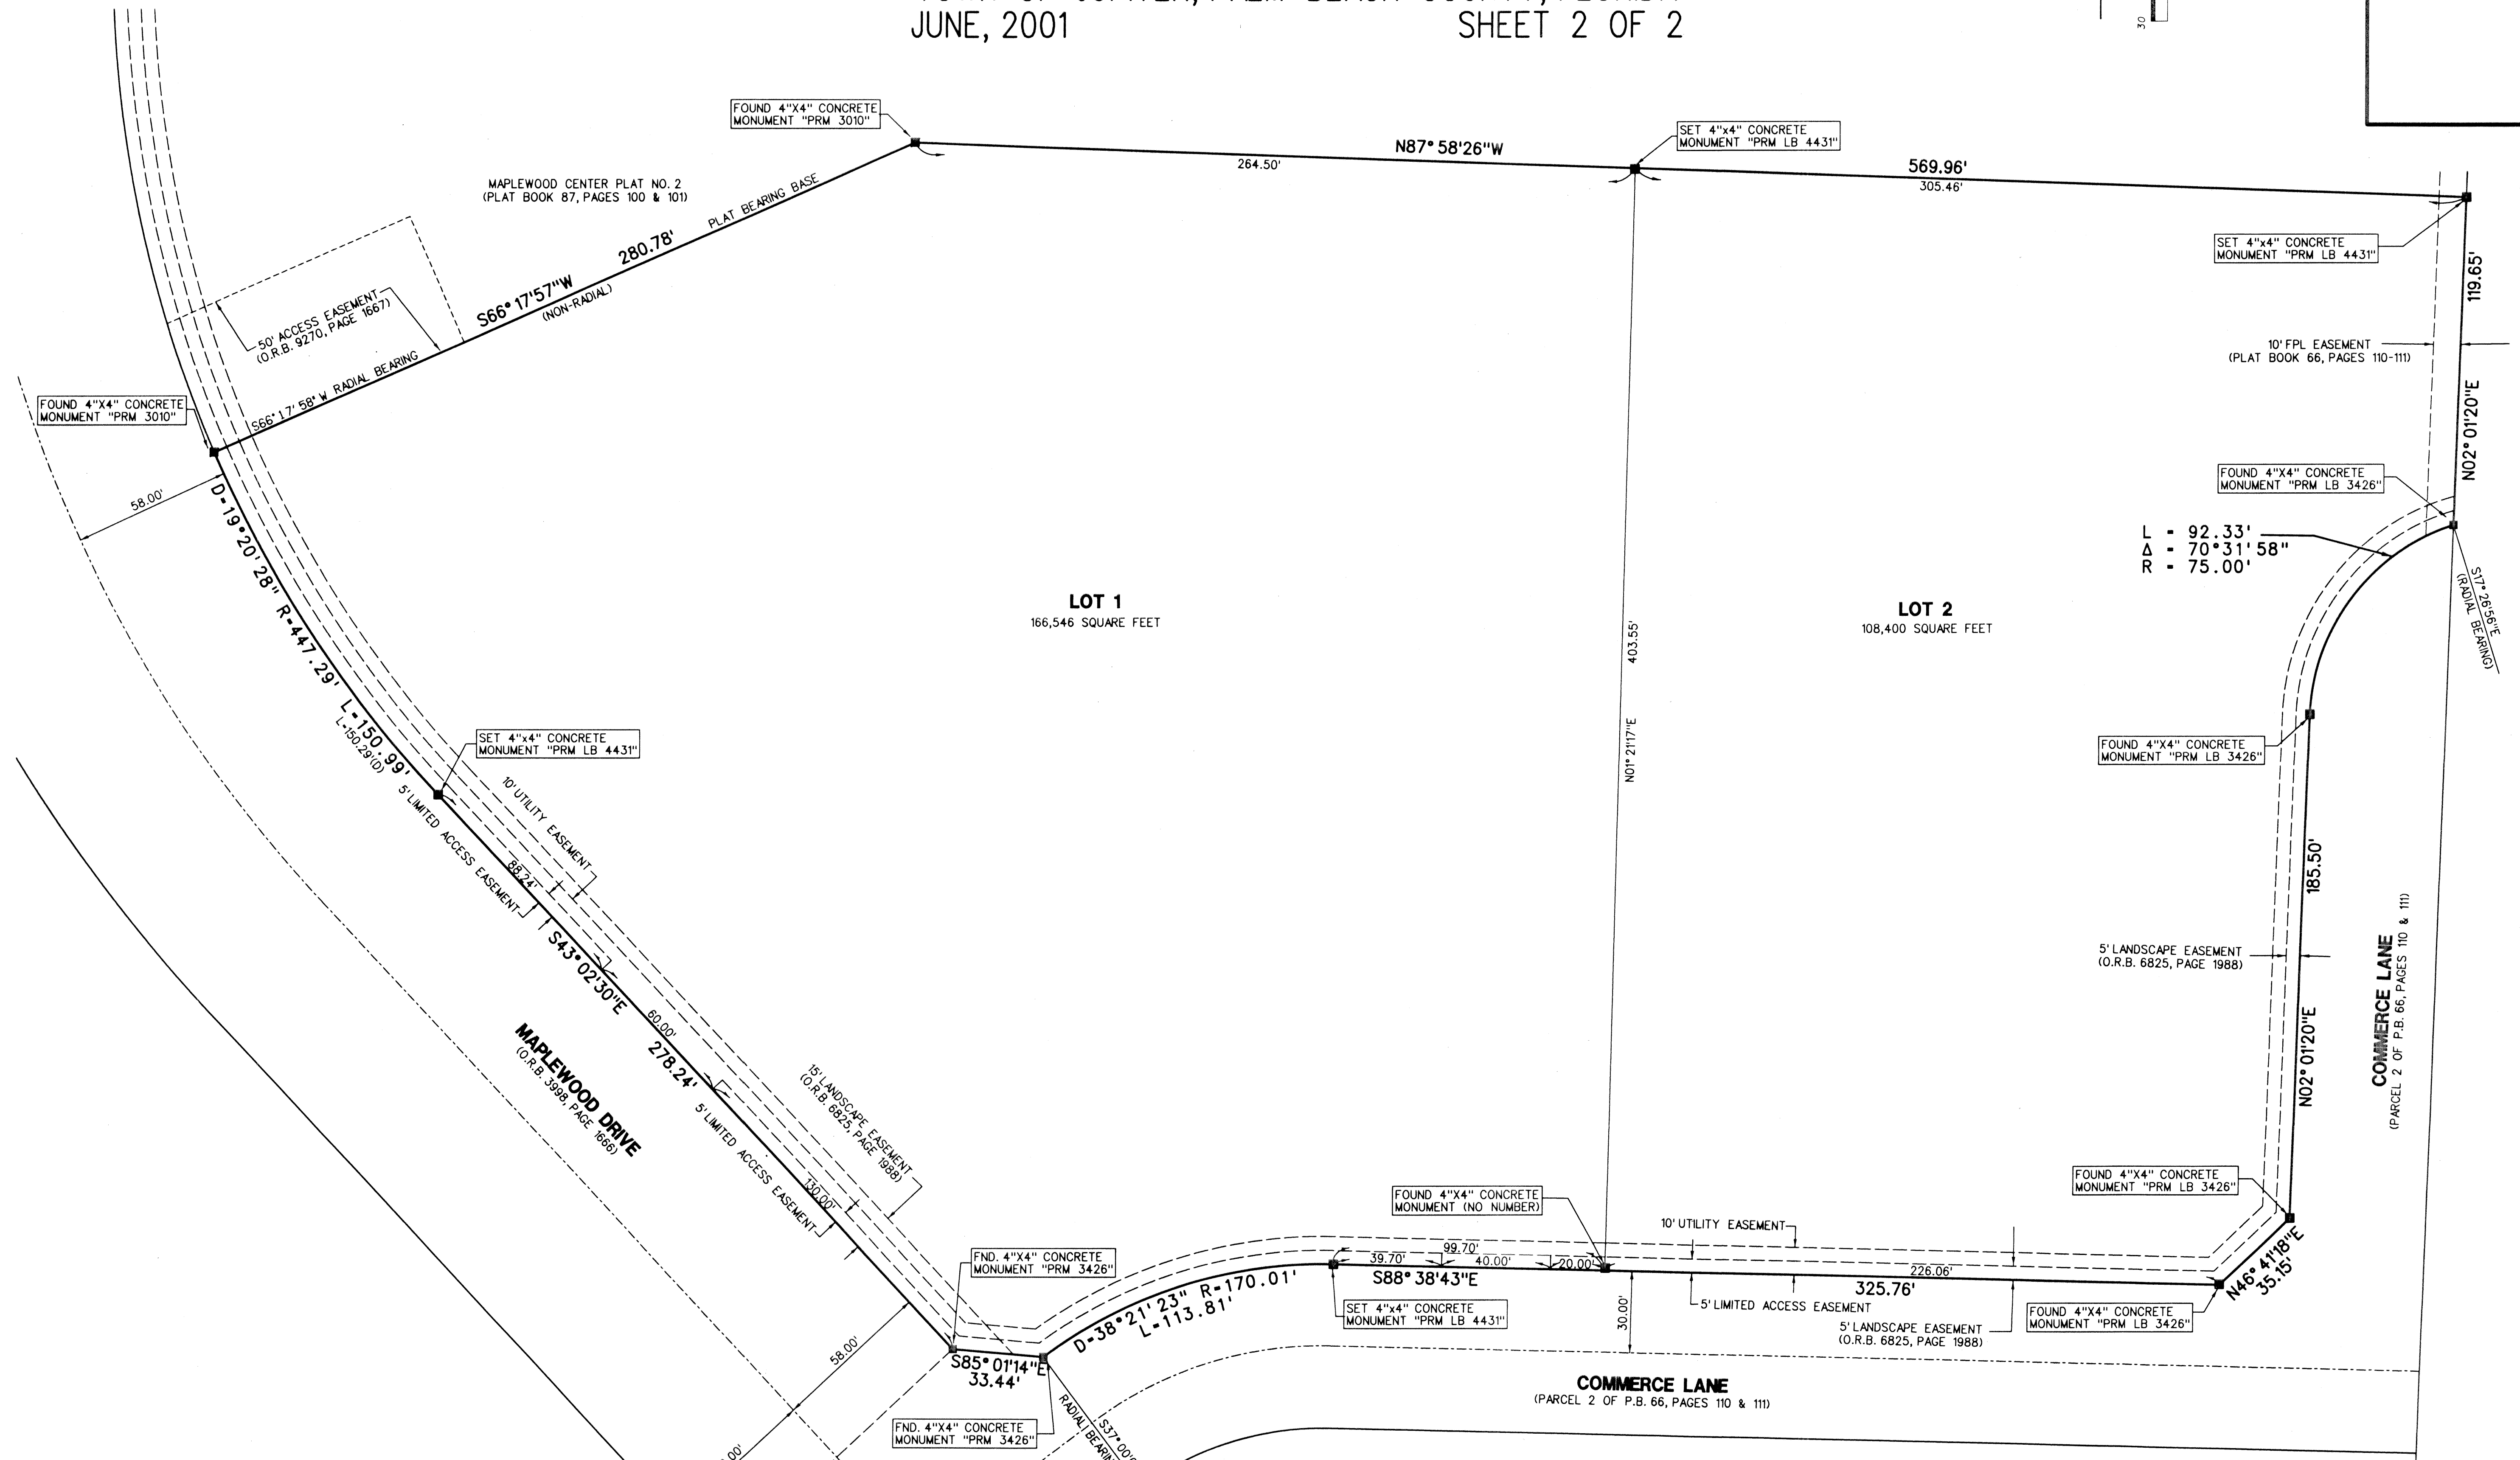 JUNE, 2001
SHEET 2 OF 2
30
FOUND 4"X4" CONCRETE
MONUMENT "PRM 3010"
N87°58'26"W
264.50'
SET 4"x4" CONCRETE
MONUMENT "PRM LB 4431"
569.96'
305.46'
MAPLEWOOD CENTER PLAT NO. 2
(PLAT BOOK 87, PAGES 100 & 101)
PLAT BEARING BASE
280.78'
S66°17'57"W
(NON-RADIAL)
50' ACCESS EASEMENT
(O.R.B. 9270, PAGE 1667)
S66°17'58"W RADIAL BEARING
FOUND 4"X4" CONCRETE
MONUMENT "PRM 3010"
58.00'
SET 4"x4" CONCRETE
MONUMENT "PRM LB 4431"
119.65'
10' FPL EASEMENT
(PLAT BOOK 66, PAGES 110-111)
N02°01'20"E
FOUND 4"X4" CONCRETE
MONUMENT "PRM LB 3426"
L = 92.33'
Δ = 70°31'58"
R = 75.00'
S17°26'56"E
(RADIAL BEARING)
LOT 1
166,546 SQUARE FEET
LOT 2
108,400 SQUARE FEET
403.55'
N01°21'17"E
D=19°20'28" R=447.29' L=150.99'
L=150.29'(D)
SET 4"x4" CONCRETE
MONUMENT "PRM LB 4431"
FOUND 4"X4" CONCRETE
MONUMENT "PRM LB 3426"
10' UTILITY EASEMENT
5' LIMITED ACCESS EASEMENT
88.24'
S43°02'30"E
60.00'
278.24'
185.50'
5' LANDSCAPE EASEMENT
(O.R.B. 6825, PAGE 1988)
COMMERCE LANE
(PARCEL 2 OF P.B. 66, PAGES 110 & 111)
N02°01'20"E
MAPLEWOOD DRIVE
(O.R.B. 3998, PAGE 1666)
15' LANDSCAPE EASEMENT
(O.R.B. 6825, PAGE 1988)
5' LIMITED ACCESS EASEMENT
130.00'
FOUND 4"X4" CONCRETE
MONUMENT (NO NUMBER)
FOUND 4"X4" CONCRETE
MONUMENT "PRM LB 3426"
10' UTILITY EASEMENT
FND. 4"X4" CONCRETE
MONUMENT "PRM 3426"
99.70'
39.70'
40.00'
20.00'
S88°38'43"E
226.06'
325.76'
N46°41'18"E
35.15'
D=38°21'23" R=170.01'
L=113.81'
SET 4"x4" CONCRETE
MONUMENT "PRM LB 4431"
30.00'
5' LIMITED ACCESS EASEMENT
5' LANDSCAPE EASEMENT
(O.R.B. 6825, PAGE 1988)
FOUND 4"X4" CONCRETE
MONUMENT "PRM LB 3426"
58.00'
S85°01'14"E
33.44'
COMMERCE LANE
(PARCEL 2 OF P.B. 66, PAGES 110 & 111)
FND. 4"X4" CONCRETE
MONUMENT "PRM 3426"